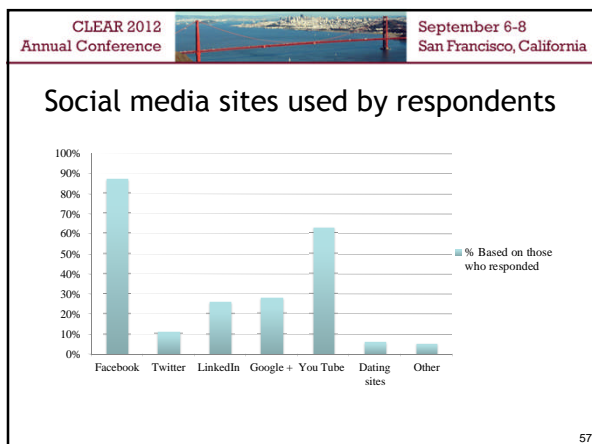 CLEAR 2012
Annual Conference
September 6-8
San Francisco, California
Social media sites used by respondents
100%
90%
80%
70%
60%
50%
40%
30%
20%
10%
0%
Facebook Twitter LinkedIn Google + You Tube Dating sites Other
% Based on those
who responded
57